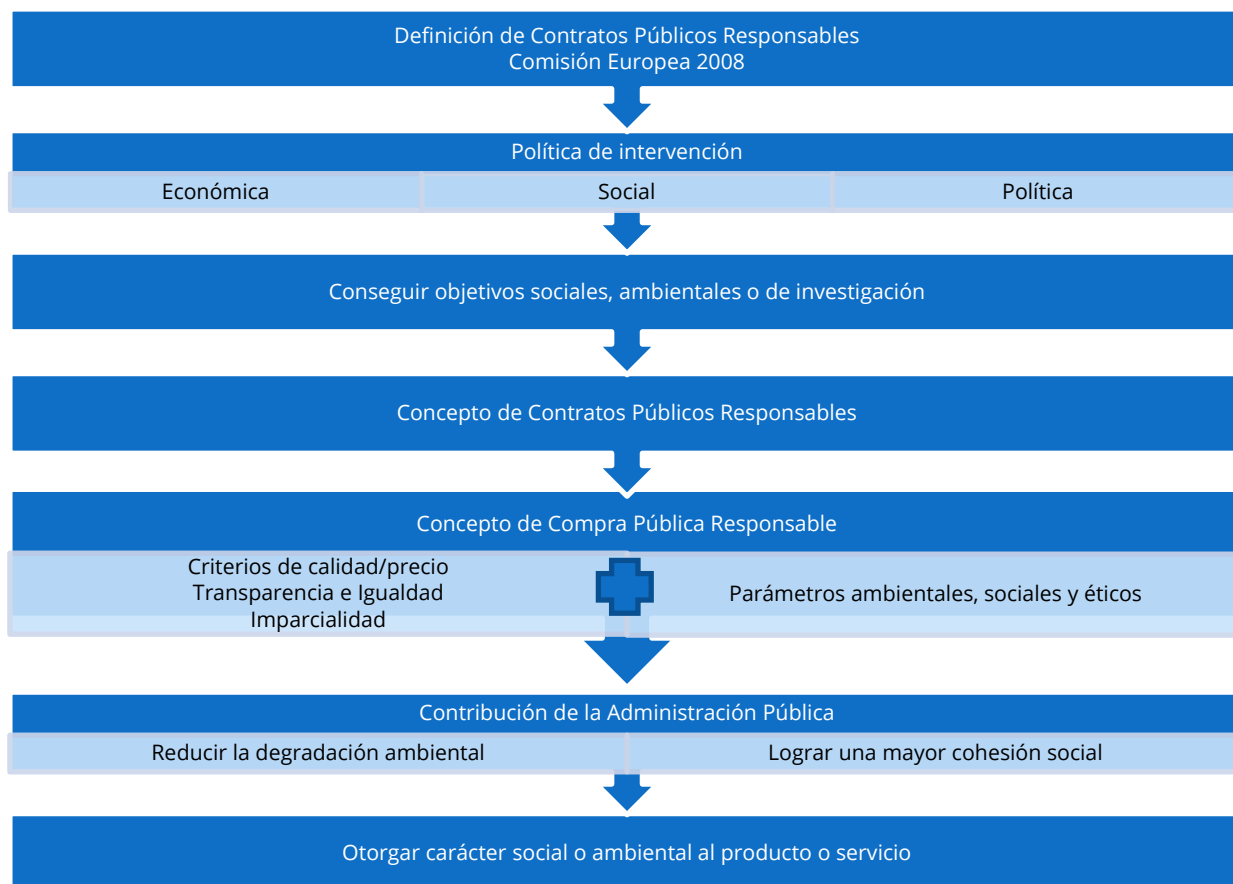 Definición de Contratos Públicos Responsables
Comisión Europea 2008
Política de intervención
Económica
Social
Política
Conseguir objetivos sociales, ambientales o de investigación
Concepto de Contratos Públicos Responsables
Concepto de Compra Pública Responsable
Criterios de calidad/precio
Transparencia e Igualdad
Imparcialidad
Parámetros ambientales, sociales y éticos
Contribución de la Administración Pública
Reducir la degradación ambiental
Lograr una mayor cohesión social
Otorgar carácter social o ambiental al producto o servicio